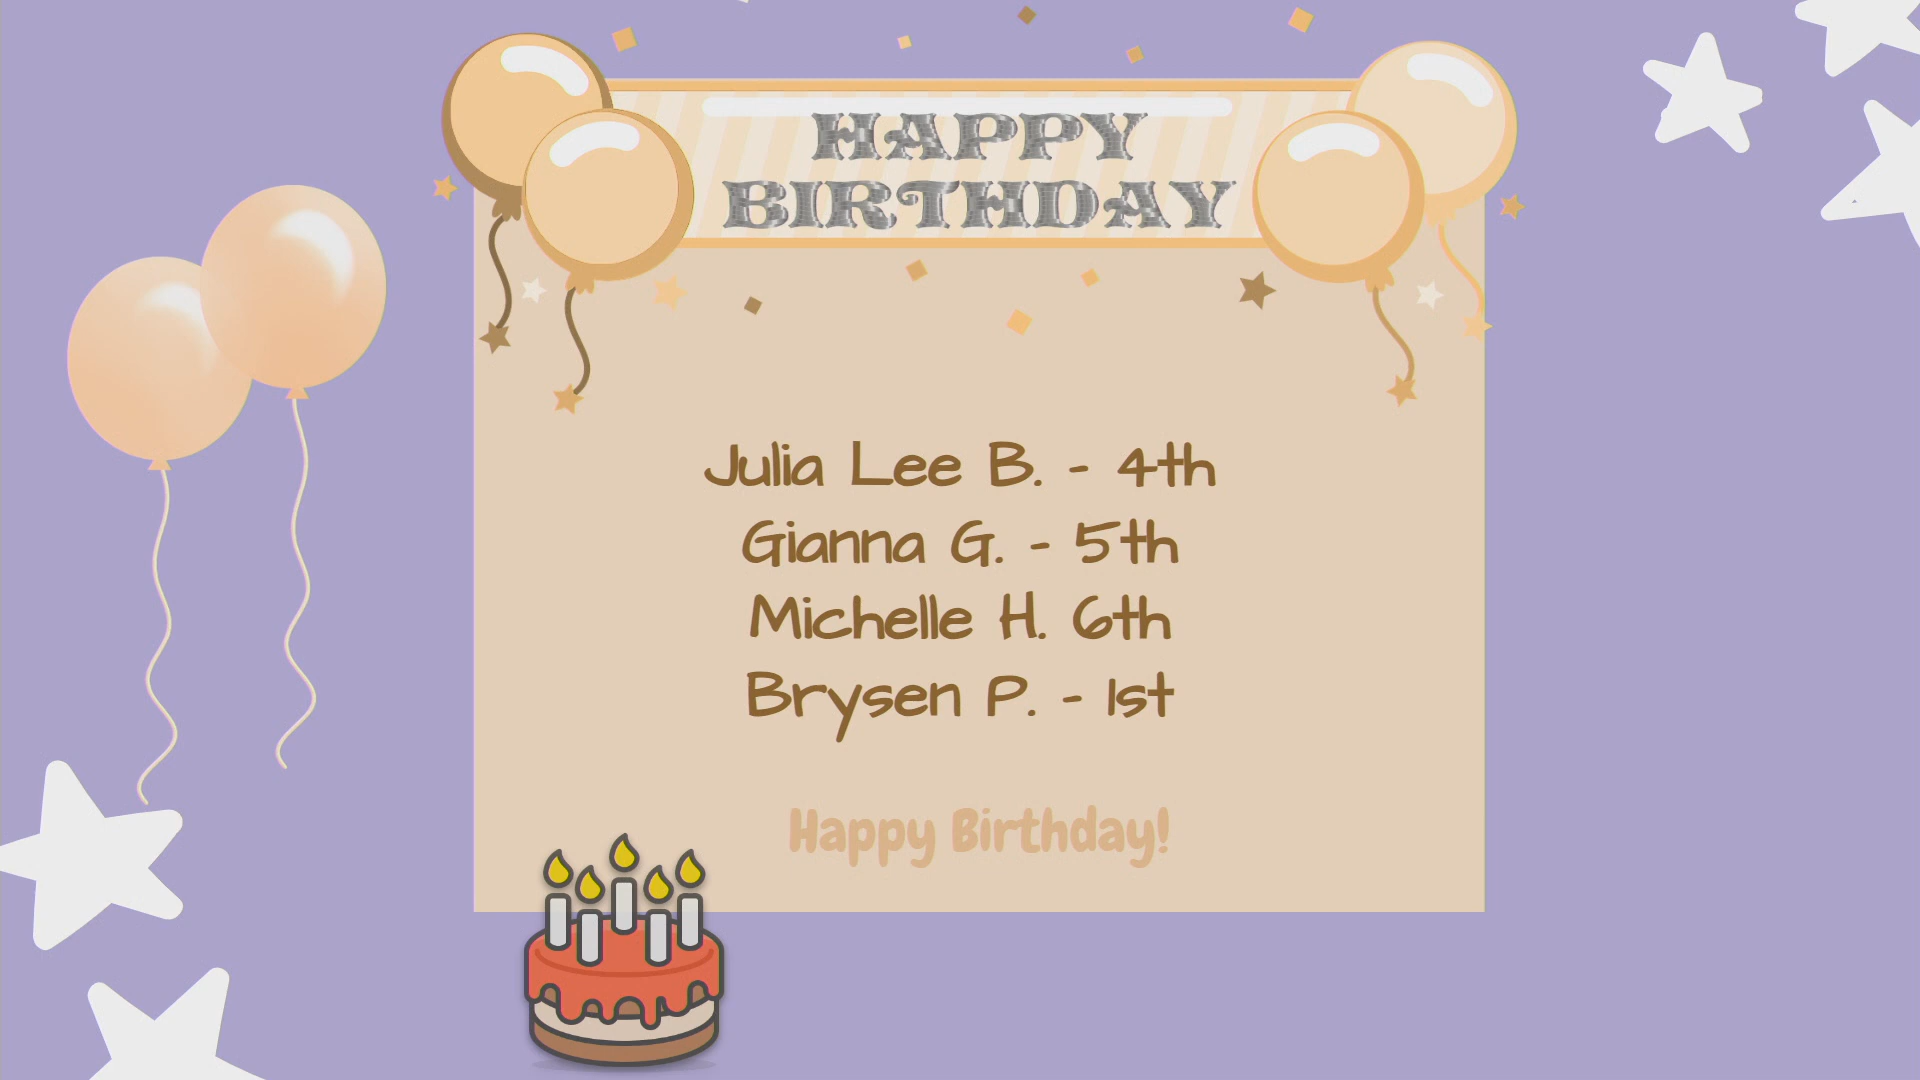 HAPPY
BIRTHDAY
Julia Lee B. - 4th
Gianna G. - 5th
Michelle H. 6th
Brysen P. - 1st
Happy Birthday!